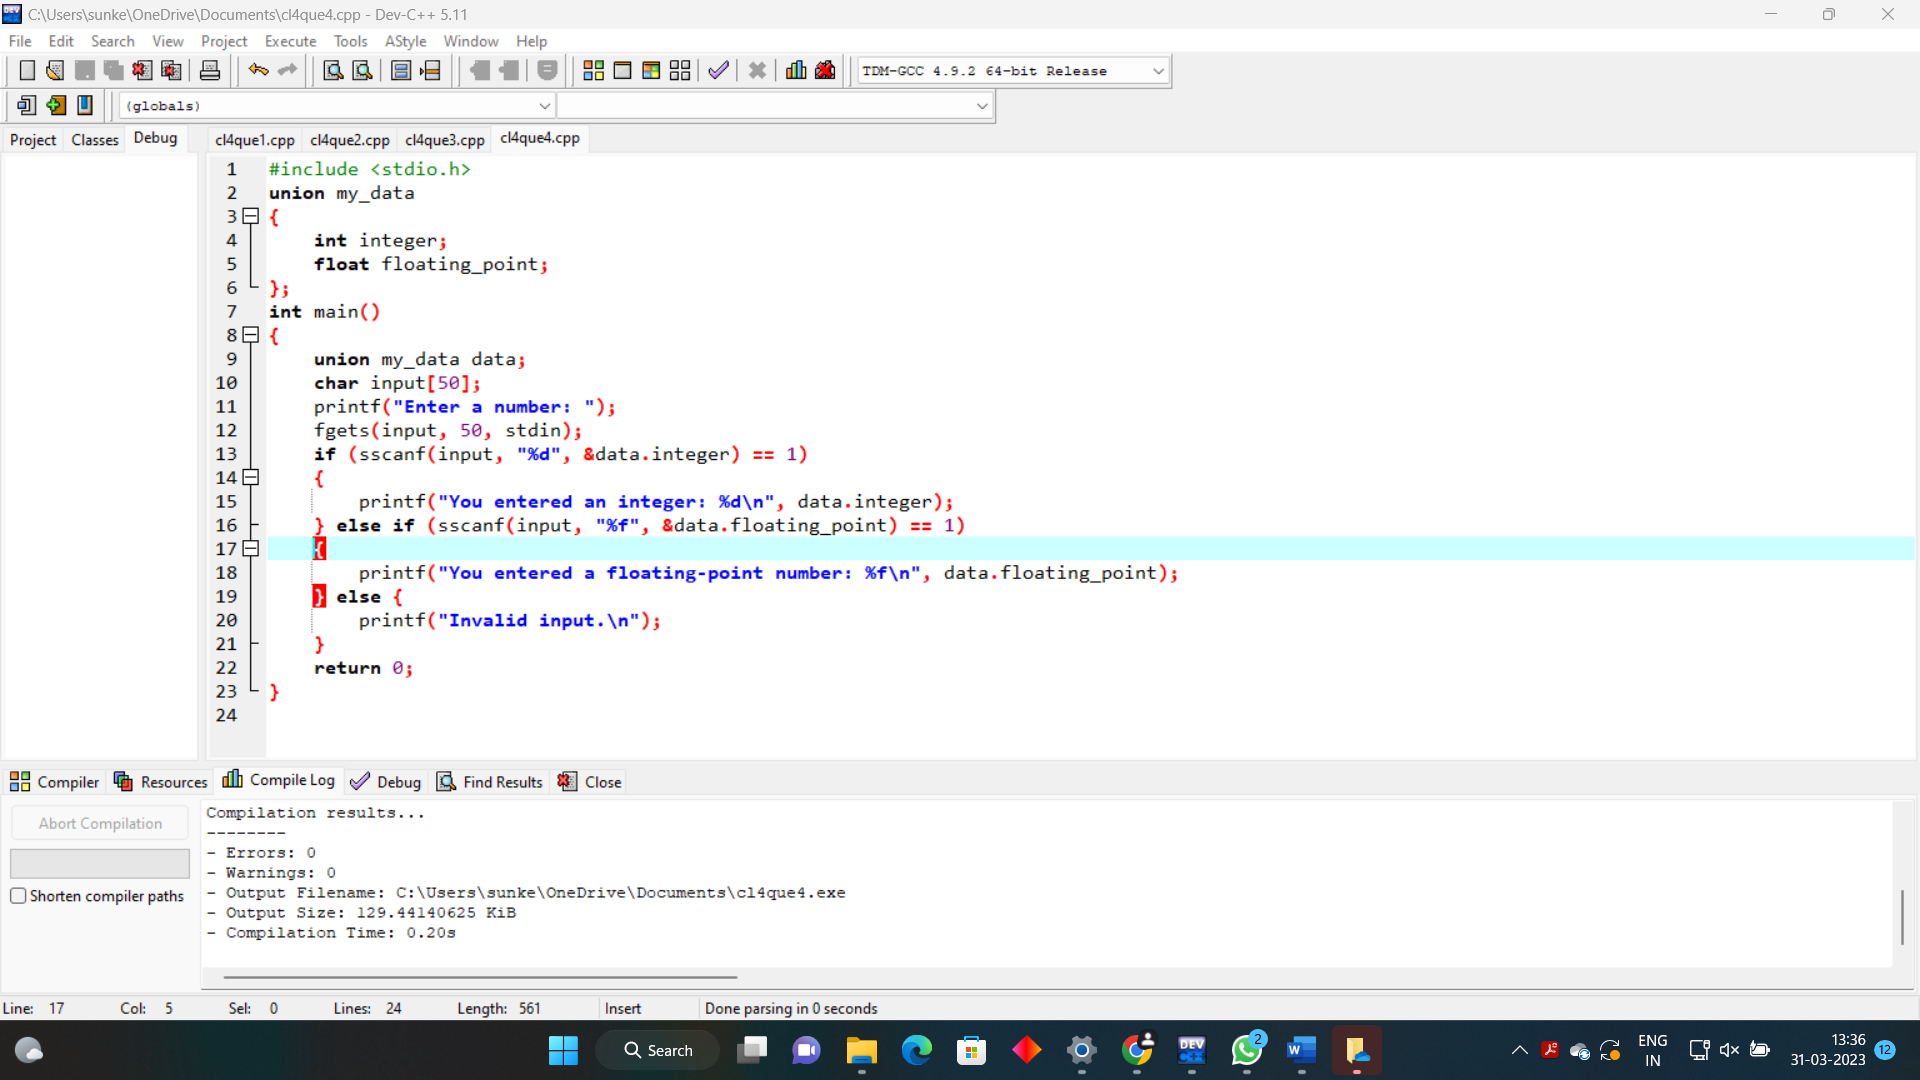 C:\Users\sunke\OneDrive\Documents\cl4que4.cpp - Dev-C++ 5.11
File Edit Search View Project Execute Tools AStyle Window Help
TDM-GCC 4.9.2 64-bit Release
(globals)
Project Classes Debug
cl4que1.cpp cl4que2.cpp cl4que3.cpp cl4que4.cpp
1 #include <stdio.h>
2 union my_data
3 {
4 int integer;
5 float floating_point;
6 };
7 int main()
8 {
9 union my_data data;
10 char input[50];
11 printf("Enter a number: ");
12 fgets(input, 50, stdin);
13 if (sscanf(input, "%d", &data.integer) == 1)
14 {
15 printf("You entered an integer: %d\n", data.integer);
16 } else if (sscanf(input, "%f", &data.floating_point) == 1)
17 {
18 printf("You entered a floating-point number: %f\n", data.floating_point);
19 } else {
20 printf("Invalid input.\n");
21 }
22 return 0;
23 }
24
Compiler Resources Compile Log Debug Find Results Close
Abort Compilation
Shorten compiler paths
Compilation results...
--------
- Errors: 0
- Warnings: 0
- Output Filename: C:\Users\sunke\OneDrive\Documents\cl4que4.exe
- Output Size: 129.44140625 KiB
- Compilation Time: 0.20s
Line: 17 Col: 5 Sel: 0 Lines: 24 Length: 561 Insert Done parsing in 0 seconds
Search
DEV C++
2
W
ENG
IN
13:36
31-03-2023
12